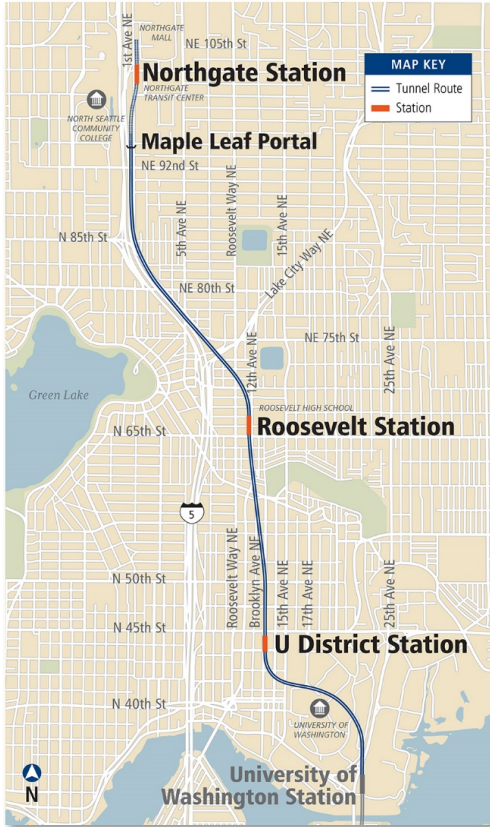 1st Ave NE
NORTHGATE
MALL
NE 105th St
Northgate Station
NORTHGATE
TRANSIT CENTER
MAP KEY
Tunnel Route
Station
NORTH SEATTLE
COMMUNITY
COLLEGE
Maple Leaf Portal
NE 92nd St
5th Ave NE
Roosevelt Way NE
15th Ave NE
Lake City Way NE
N 85th St
NE 80th St
12th Ave NE
NE 75th St
25th Ave NE
Green Lake
ROOSEVELT HIGH SCHOOL
Roosevelt Station
N 65th St
5
Roosevelt Way NE
Brooklyn Ave NE
15th Ave NE
17th Ave NE
25th Ave NE
N 50th St
N 45th St
U District Station
N 40th St
UNIVERSITY OF
WASHINGTON
University of
Washington Station
N